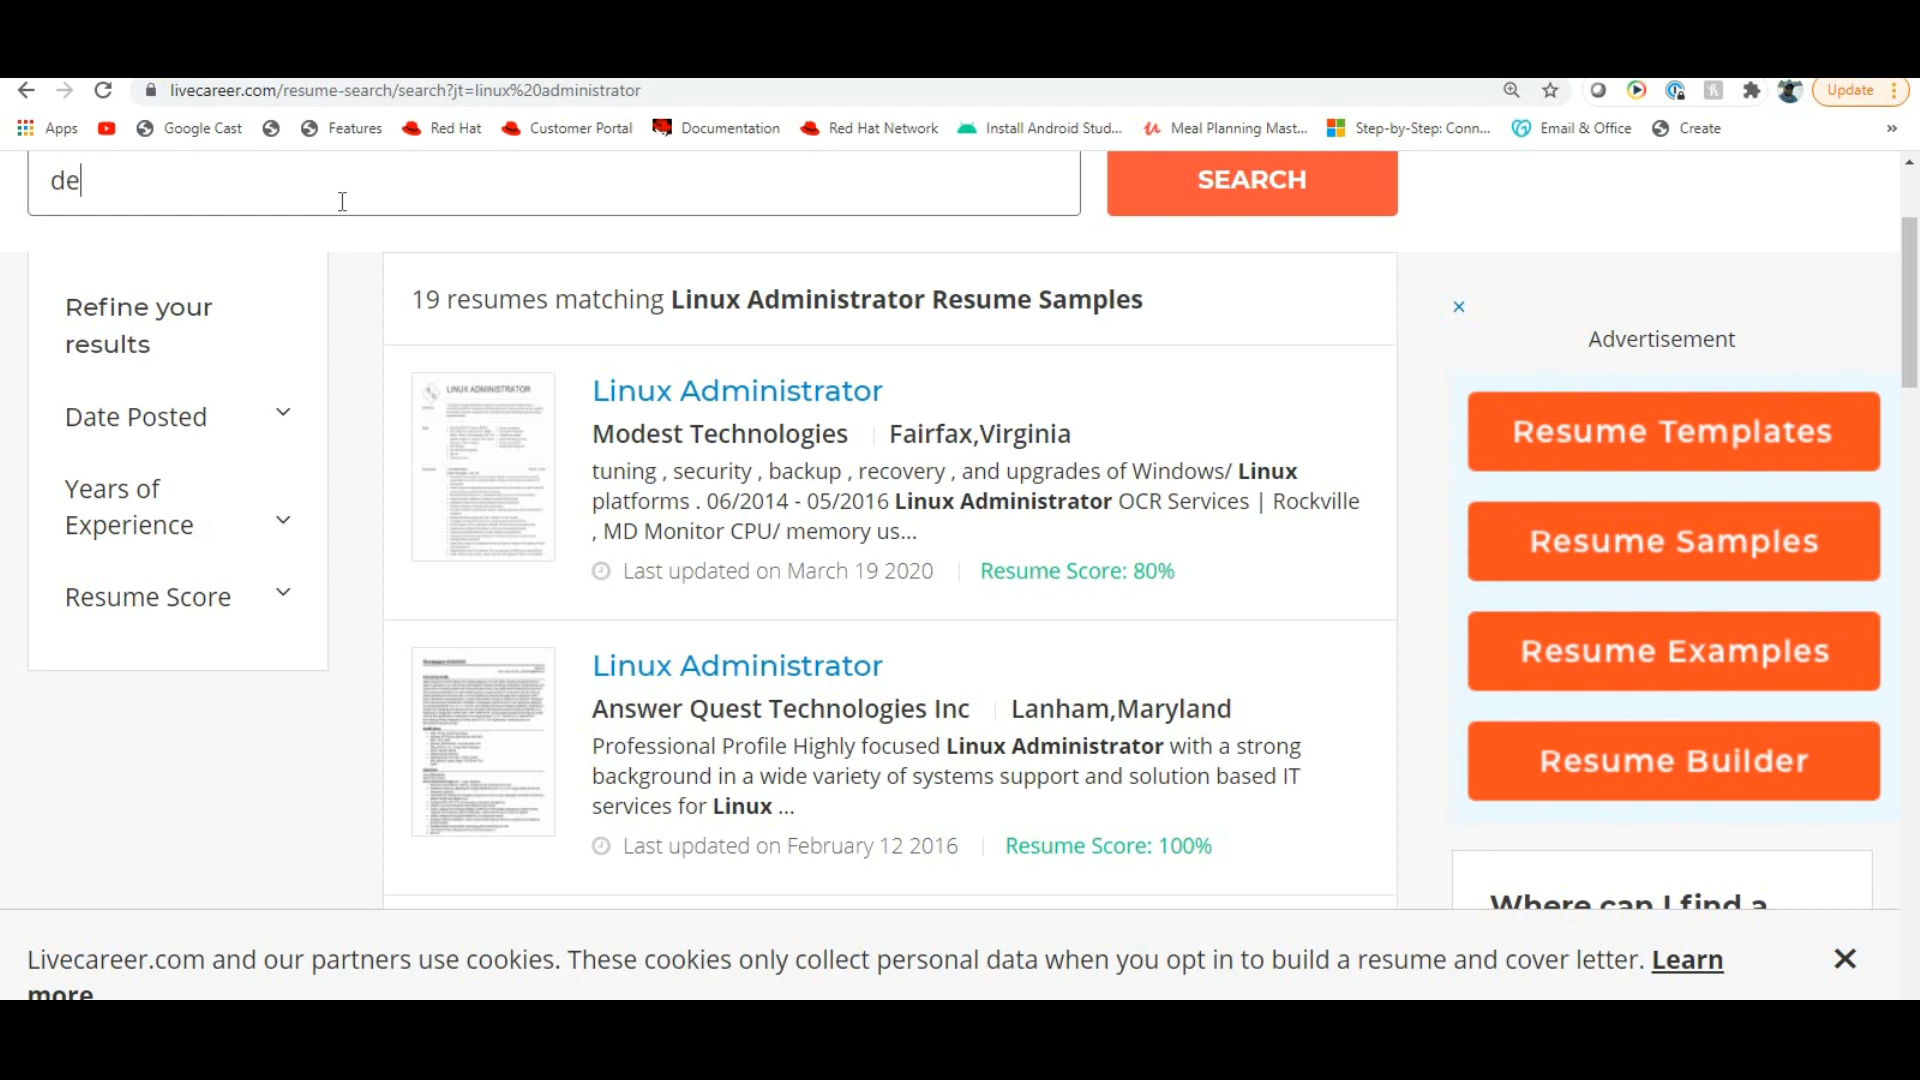 livecareer.com/resume-search/search?jt=linux%20administrator
Update
Apps
Google Cast
Features
Red Hat
Customer Portal
Documentation
Red Hat Network
Install Android Stud...
Meal Planning Mast...
Step-by-Step: Conn...
Email & Office
Create
»
de
SEARCH
Refine your
results
Date Posted
Years of
Experience
Resume Score
19 resumes matching Linux Administrator Resume Samples
LINUX ADMINISTRATOR
Linux Administrator
Modest Technologies | Fairfax,Virginia
tuning , security , backup , recovery , and upgrades of Windows/ Linux
platforms . 06/2014 - 05/2016 Linux Administrator OCR Services | Rockville
, MD Monitor CPU/ memory us...
Last updated on March 19 2020 | Resume Score: 80%
Linux Administrator
Answer Quest Technologies Inc | Lanham,Maryland
Professional Profile Highly focused Linux Administrator with a strong
background in a wide variety of systems support and solution based IT
services for Linux ...
Last updated on February 12 2016 | Resume Score: 100%
Advertisement
Resume Templates
Resume Samples
Resume Examples
Resume Builder
Where can I find a
Livecareer.com and our partners use cookies. These cookies only collect personal data when you opt in to build a resume and cover letter. Learn
more